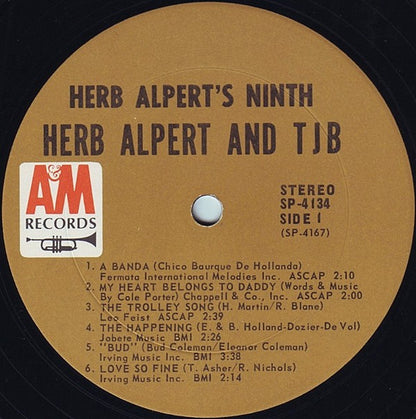 HERB ALPERT'S NINTH
HERB ALPERT AND TJB
A&M
RECORDS
STEREO
SP-4134
SIDE 1
(SP-4167)
1. A BANDA (Chico Baurque De Hollanda)
Fermata International Melodies Inc. ASCAP 2:10
2. MY HEART BELONGS TO DADDY (Words & Music
By Cole Porter) Chappell & Co., Inc. ASCAP 2:00
3. THE TROLLEY SONG (H. Martin/R. Blane)
Leo Feist ASCAP 2:39
4. THE HAPPENING (E. & B. Holland-Dozier-De Vol)
Jobete Music BMI 2:26
5. "BUD" (Bud Coleman/Eleanor Coleman)
Irving Music Inc. BMI 3:38
6. LOVE SO FINE (T. Asher/R. Nichols)
Irving Music Inc. BMI 2:14